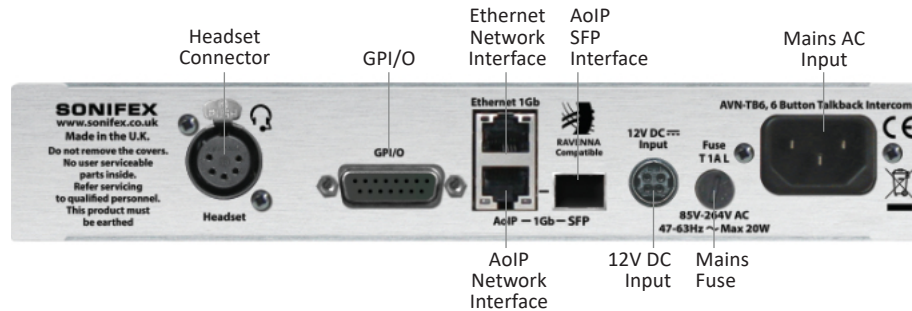 Headset
Connector
GPI/O
Ethernet
Network
Interface
AoIP
SFP
Interface
Mains AC
Input
SONIFEX
www.sonifex.co.uk
Made in the U.K.
Do not remove the covers.
No user serviceable
parts inside.
Refer servicing
to qualified personnel.
This product must
be earthed
Headset
GPI/O
Ethernet 1Gb
AoIP – 1Gb – SFP
RAVENNA
Compatible
12V DC
Input
Fuse
T 1A L
85V-264V AC
47-63Hz ~ Max 20W
AVN-TB6, 6 Button Talkback Intercom
CE
AoIP
Network
Interface
12V DC
Input
Mains
Fuse